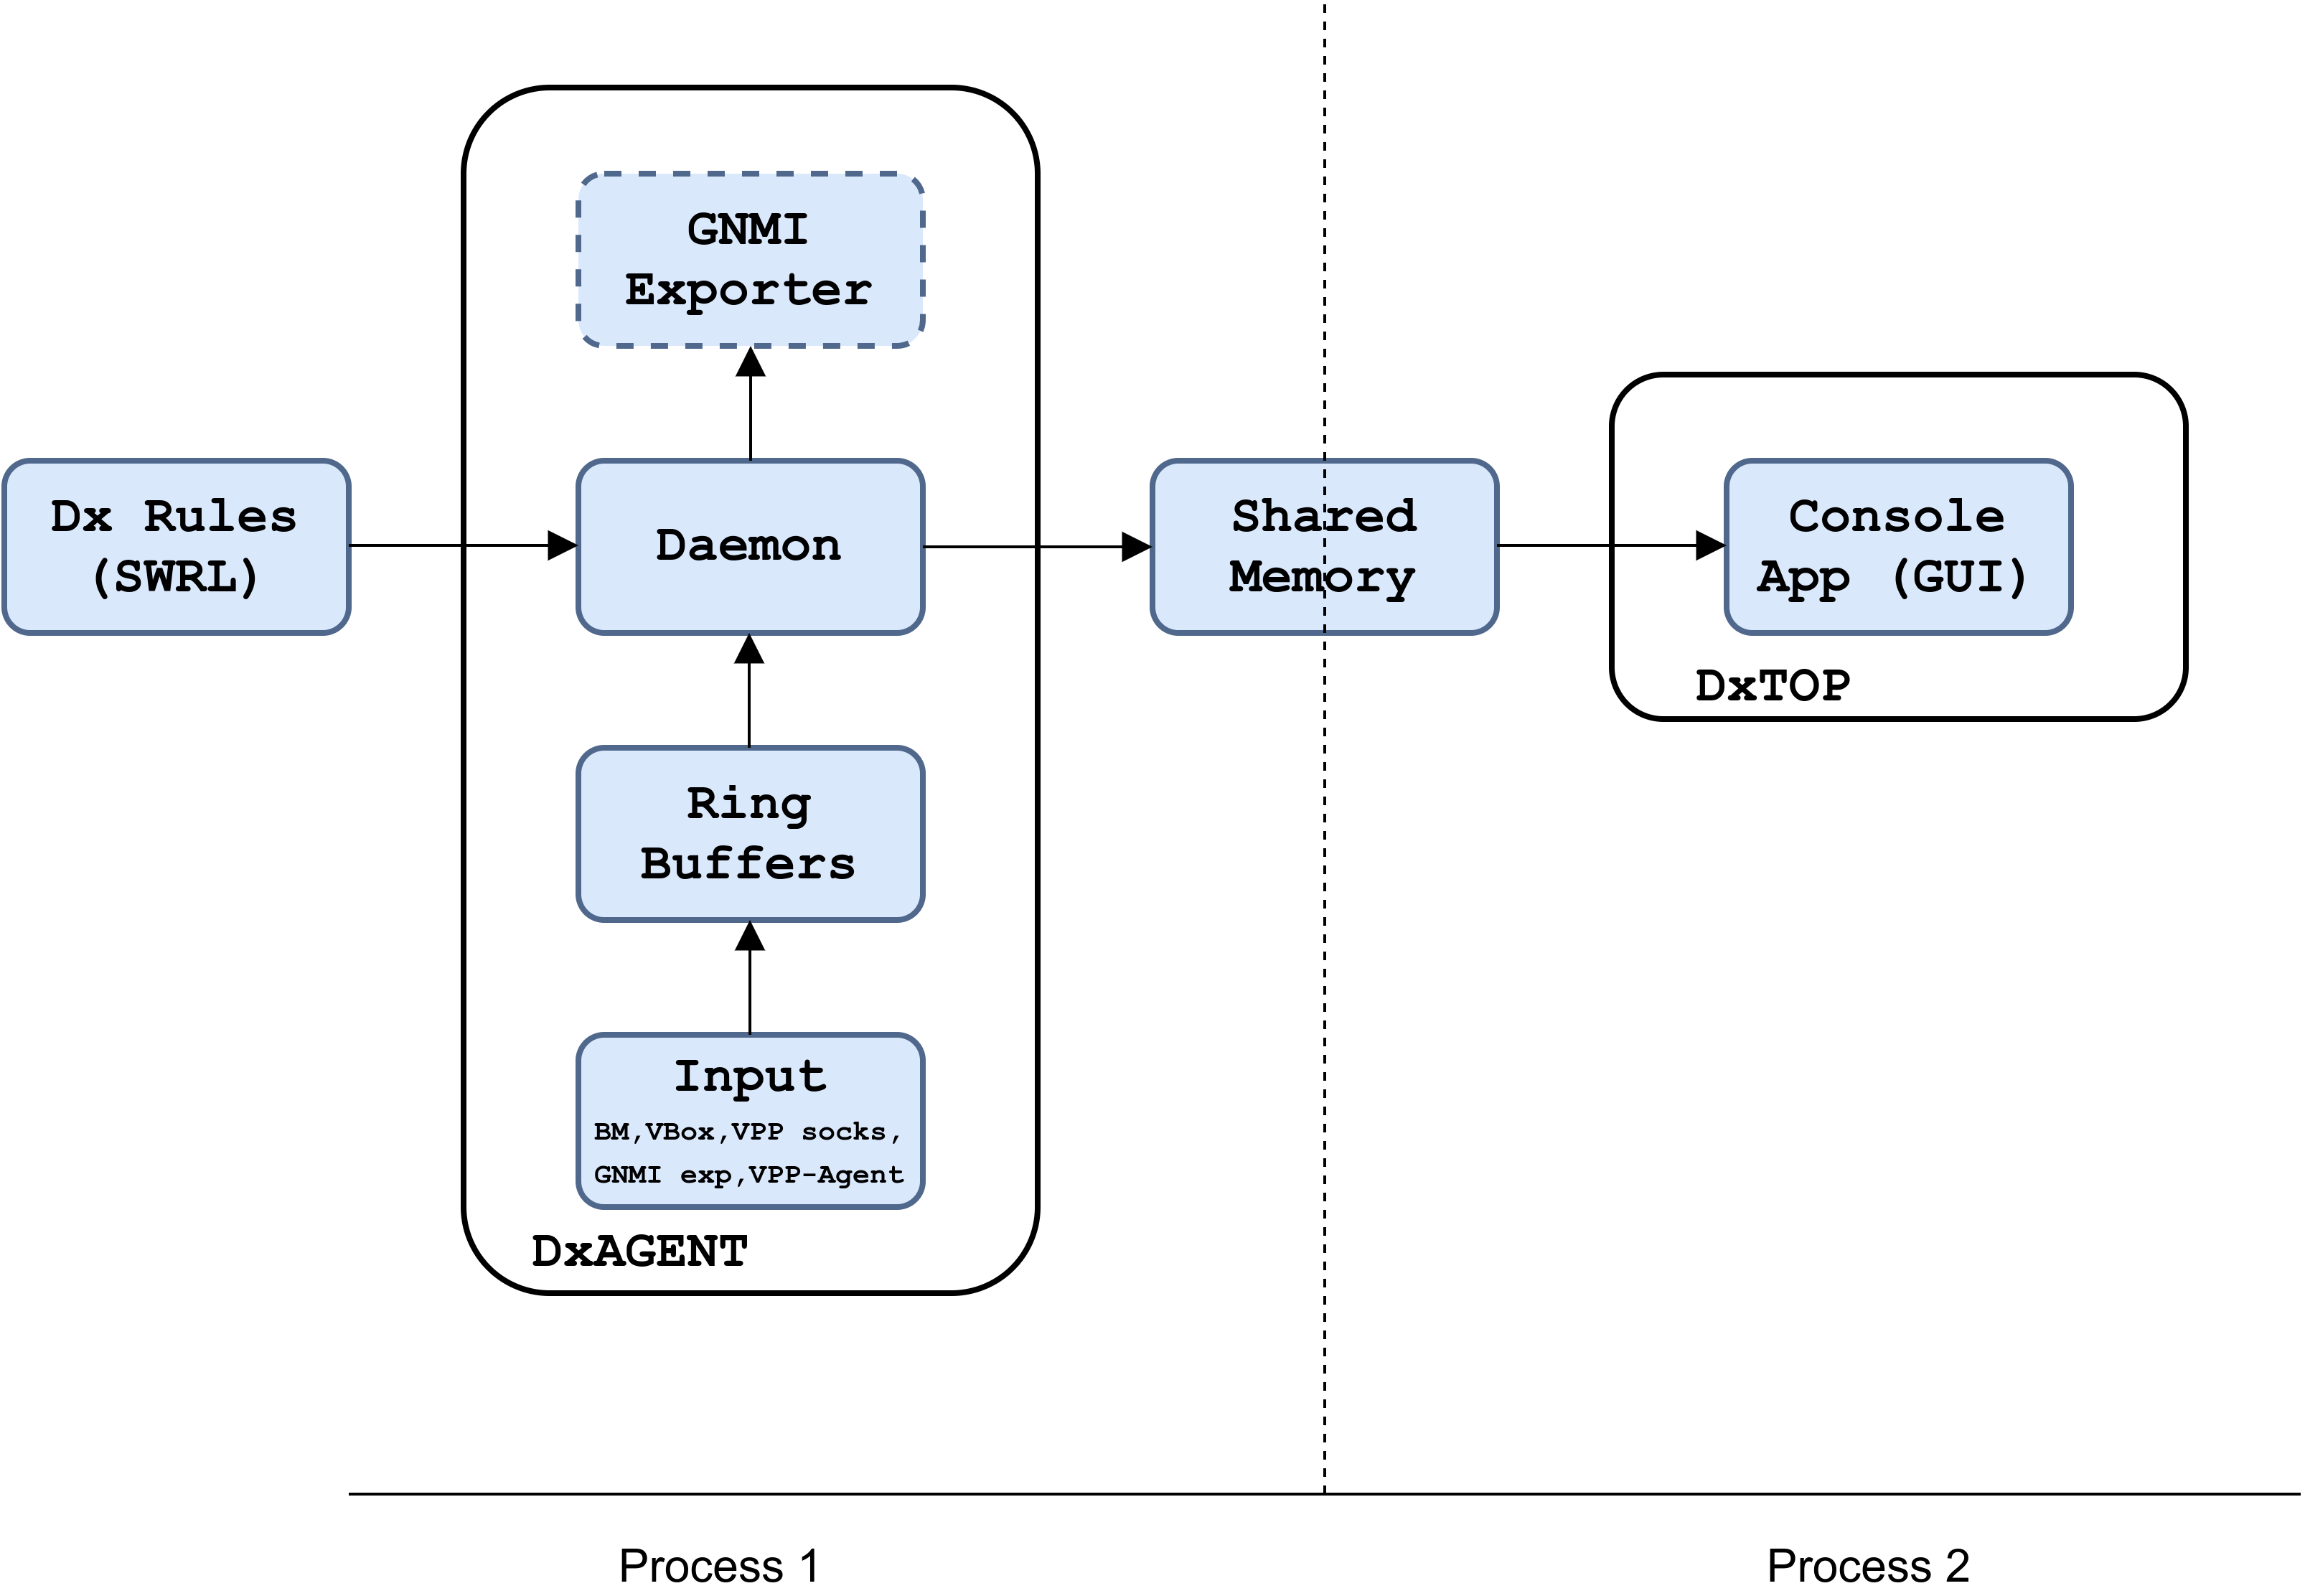 GNMI
Exporter
Dx Rules
(SWRL)
Daemon
Shared
Memory
Console
App (GUI)
DxTOP
Ring
Buffers
Input
BM,VBox,VPP socks,
GNMI exp,VPP-Agent
DxAGENT
Process 1
Process 2